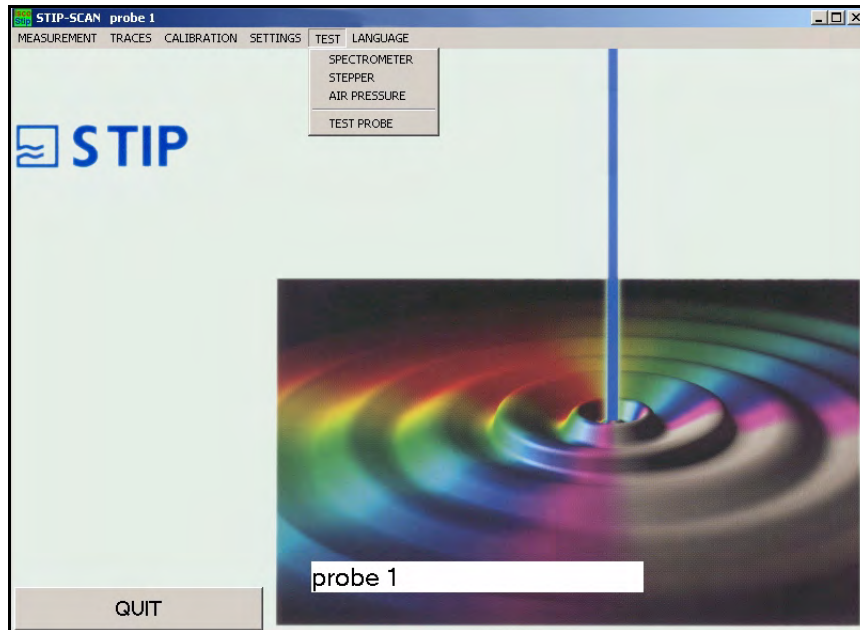 STIP-SCAN probe 1
MEASUREMENT TRACES CALIBRATION SETTINGS TEST LANGUAGE
SPECTROMETER
STEPPER
AIR PRESSURE
TEST PROBE
STIP
probe 1
QUIT